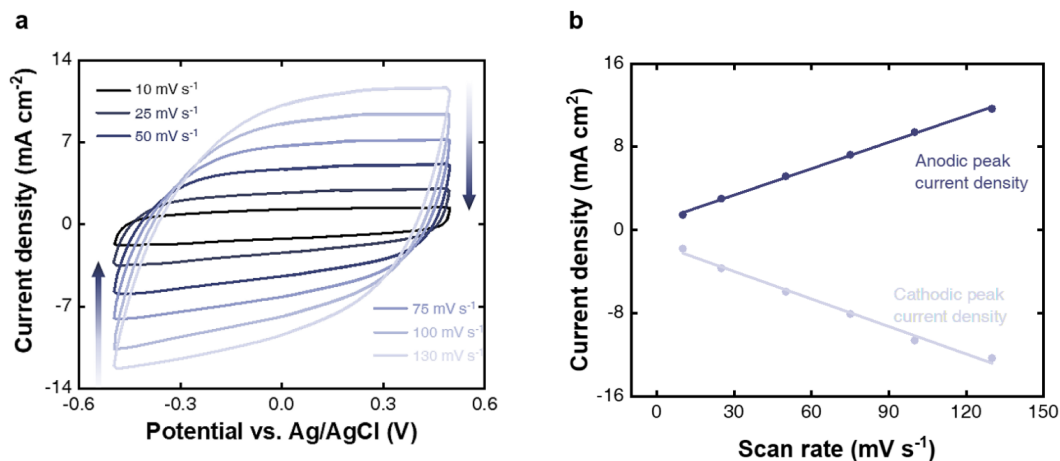 a
Current density (mA cm⁻²)
14
7
0
-7
-14
10 mV s⁻¹
25 mV s⁻¹
50 mV s⁻¹
75 mV s⁻¹
100 mV s⁻¹
130 mV s⁻¹
-0.6
-0.3
0.0
0.3
0.6
Potential vs. Ag/AgCl (V)
b
Current density (mA cm²)
16
8
0
-8
-16
Anodic peak
current density
Cathodic peak
current density
0
30
60
90
120
150
Scan rate (mV s⁻¹)